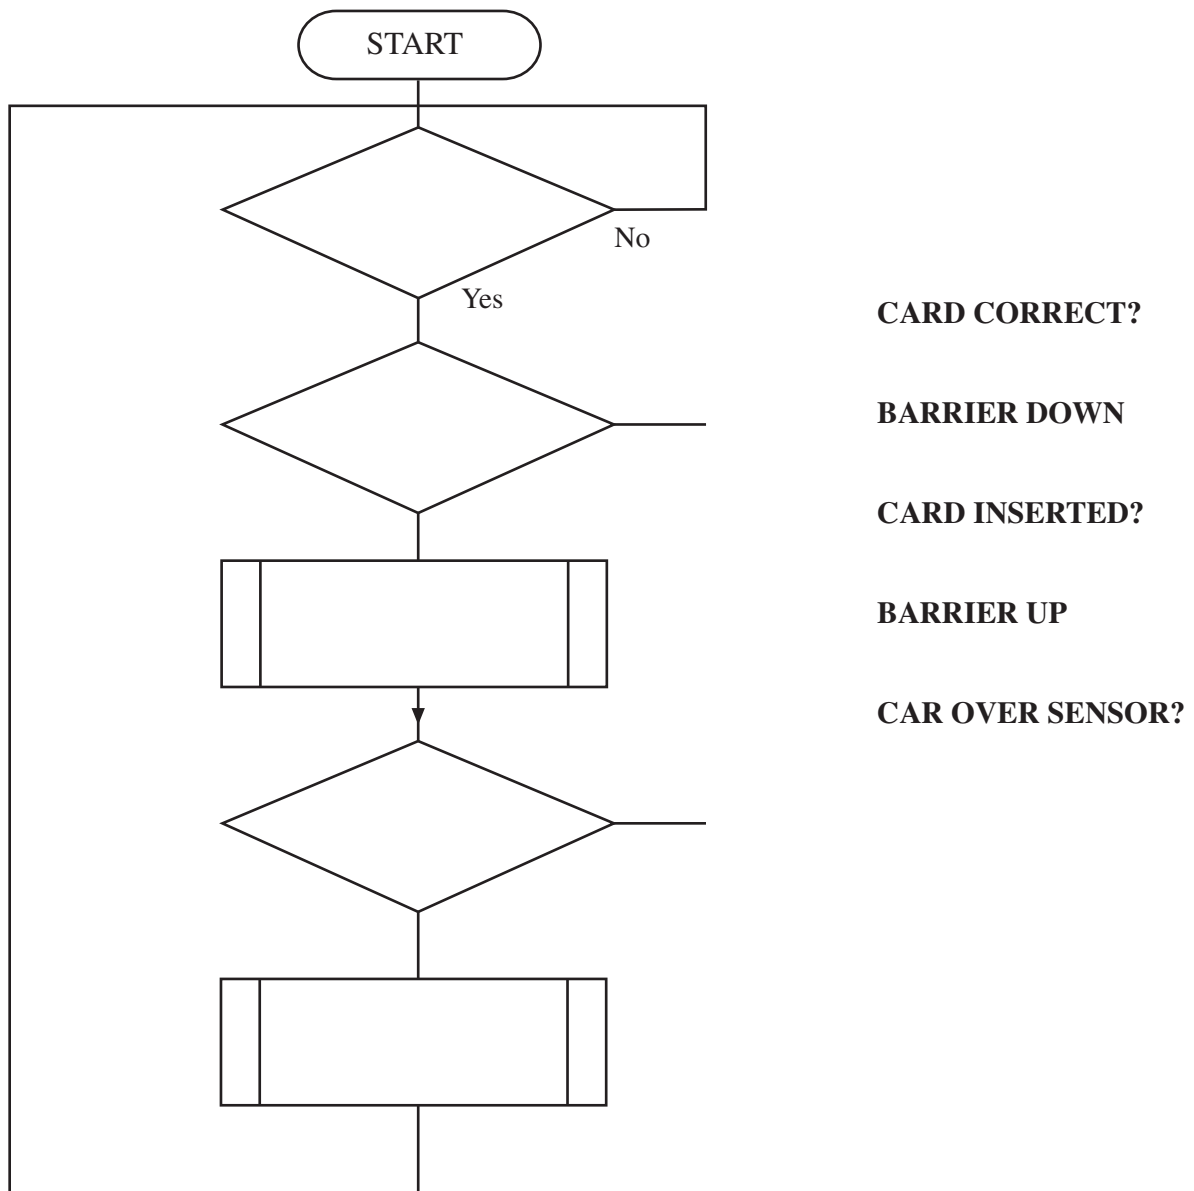 START
No
Yes
CARD CORRECT?
BARRIER DOWN
CARD INSERTED?
BARRIER UP
CAR OVER SENSOR?